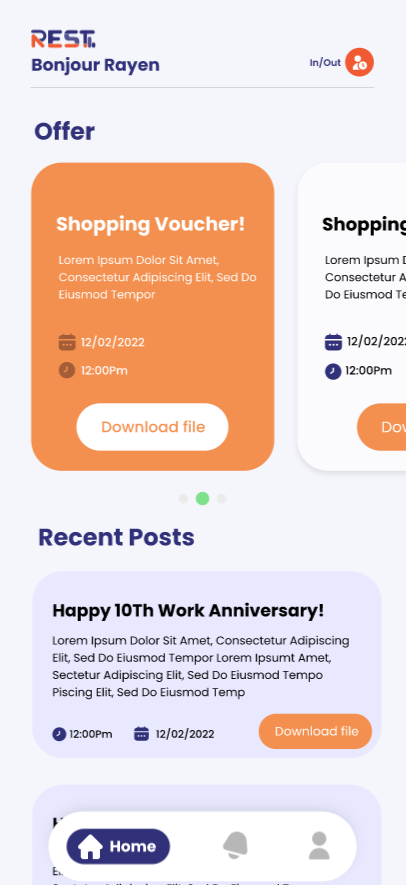 REST.
Bonjour Rayen
In/Out
Offer
Shopping Voucher!
Lorem Ipsum Dolor Sit Amet,
Consectetur Adipiscing Elit, Sed Do
Eiusmod Tempor
12/02/2022
12:00Pm
Download file
Shopping
Lorem Ipsum
Consectetur
Do Eiusmod
12/02/2022
12:00Pm
Recent Posts
Happy 10Th Work Anniversary!
Lorem Ipsum Dolor Sit Amet, Consectetur Adipiscing
Elit, Sed Do Eiusmod Tempor Lorem Ipsumt Amet,
Sectetur Adipiscing Elit, Sed Do Eiusmod Tempo
Piscing Elit, Sed Do Eiusmod Temp
12:00Pm
12/02/2022
Download file
Home